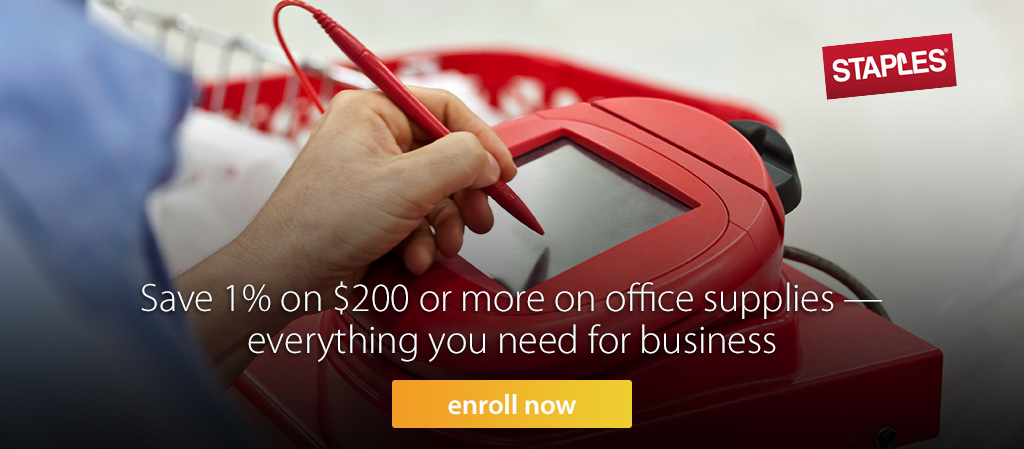 STAPLES
Save 1% on $200 or more on office supplies —
everything you need for business
enroll now